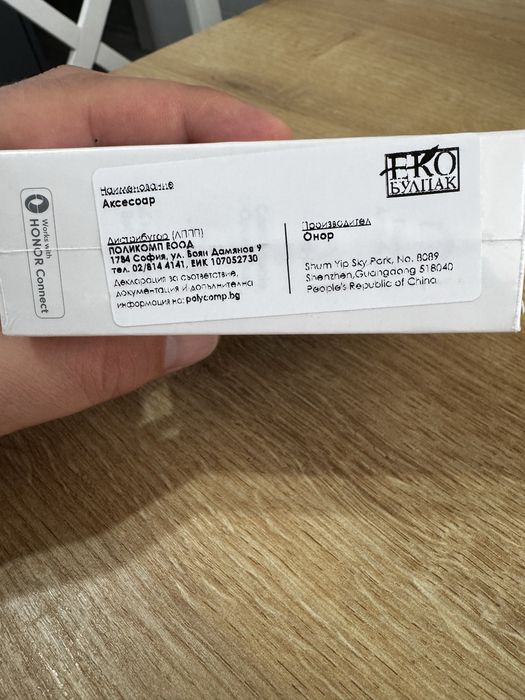 Works with
HONOR Connect
Наименование
Аксесоар
ЕКО
БУЛПАК
Дистрибутор (ЛППП)
ПОЛИКОМП ЕООД
1784 София, ул. Боян Дамянов 9
тел. 02/814 4141, ЕИК 107052730
Декларация за съответствие,
документация и допълнителна
информация на: polycomp.bg
Производител
Онор
Shum Yip Sky Park, No. 8089
Shenzhen,Guangdong 518040
People's Republic of China